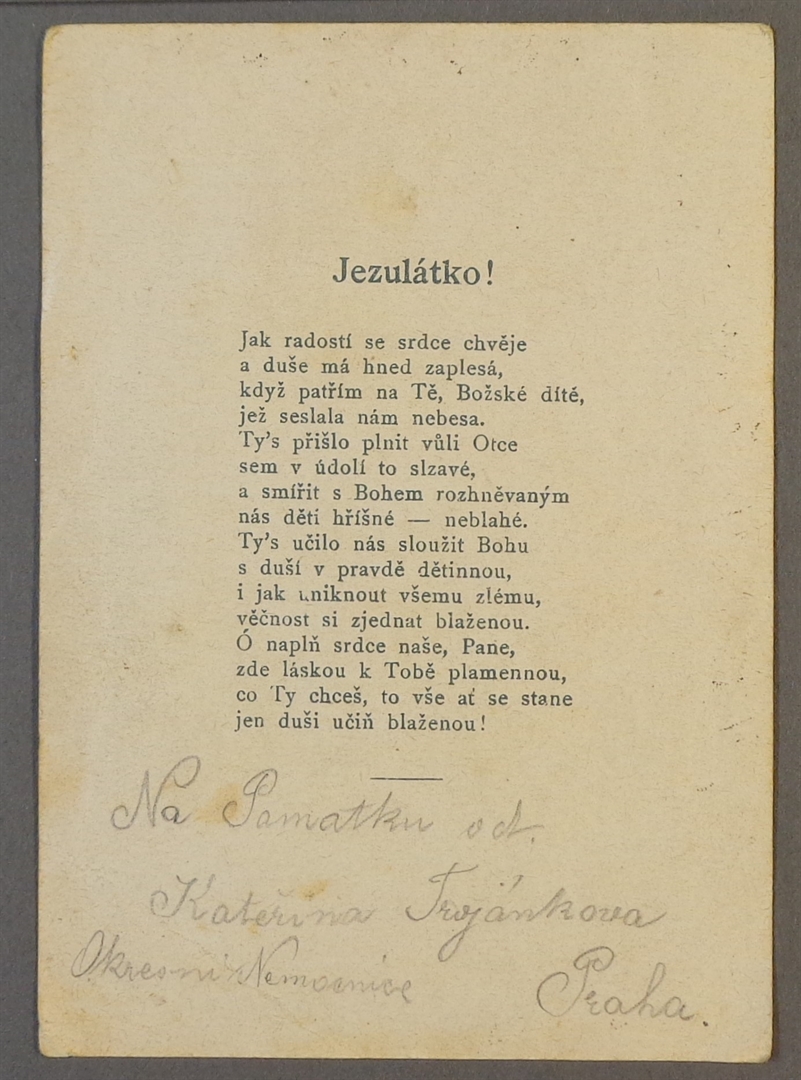 Jezulátko!
Jak radostí se srdce chvěje
a duše má hned zaplesá,
když patřím na Tě, Božské díté,
jež seslala nám nebesa.
Ty's přišlo plnit vůli Otce
sem v údolí to slzavé,
a smířit s Bohem rozhněvaným
nás děti hříšné — neblahé.
Ty's učilo nás sloužit Bohu
s duší v pravdě dětinnou,
i jak uniknout všemu zlému,
věčnost si zjednat blaženou.
Ó naplň srdce naše, Pane,
zde láskou k Tobě plamennou,
co Ty chceš, to vše ať se stane
jen duši učiň blaženou!
Na Pamatku od.
Kateřina Trojánkova
Okresní Nemocnice
Praha.